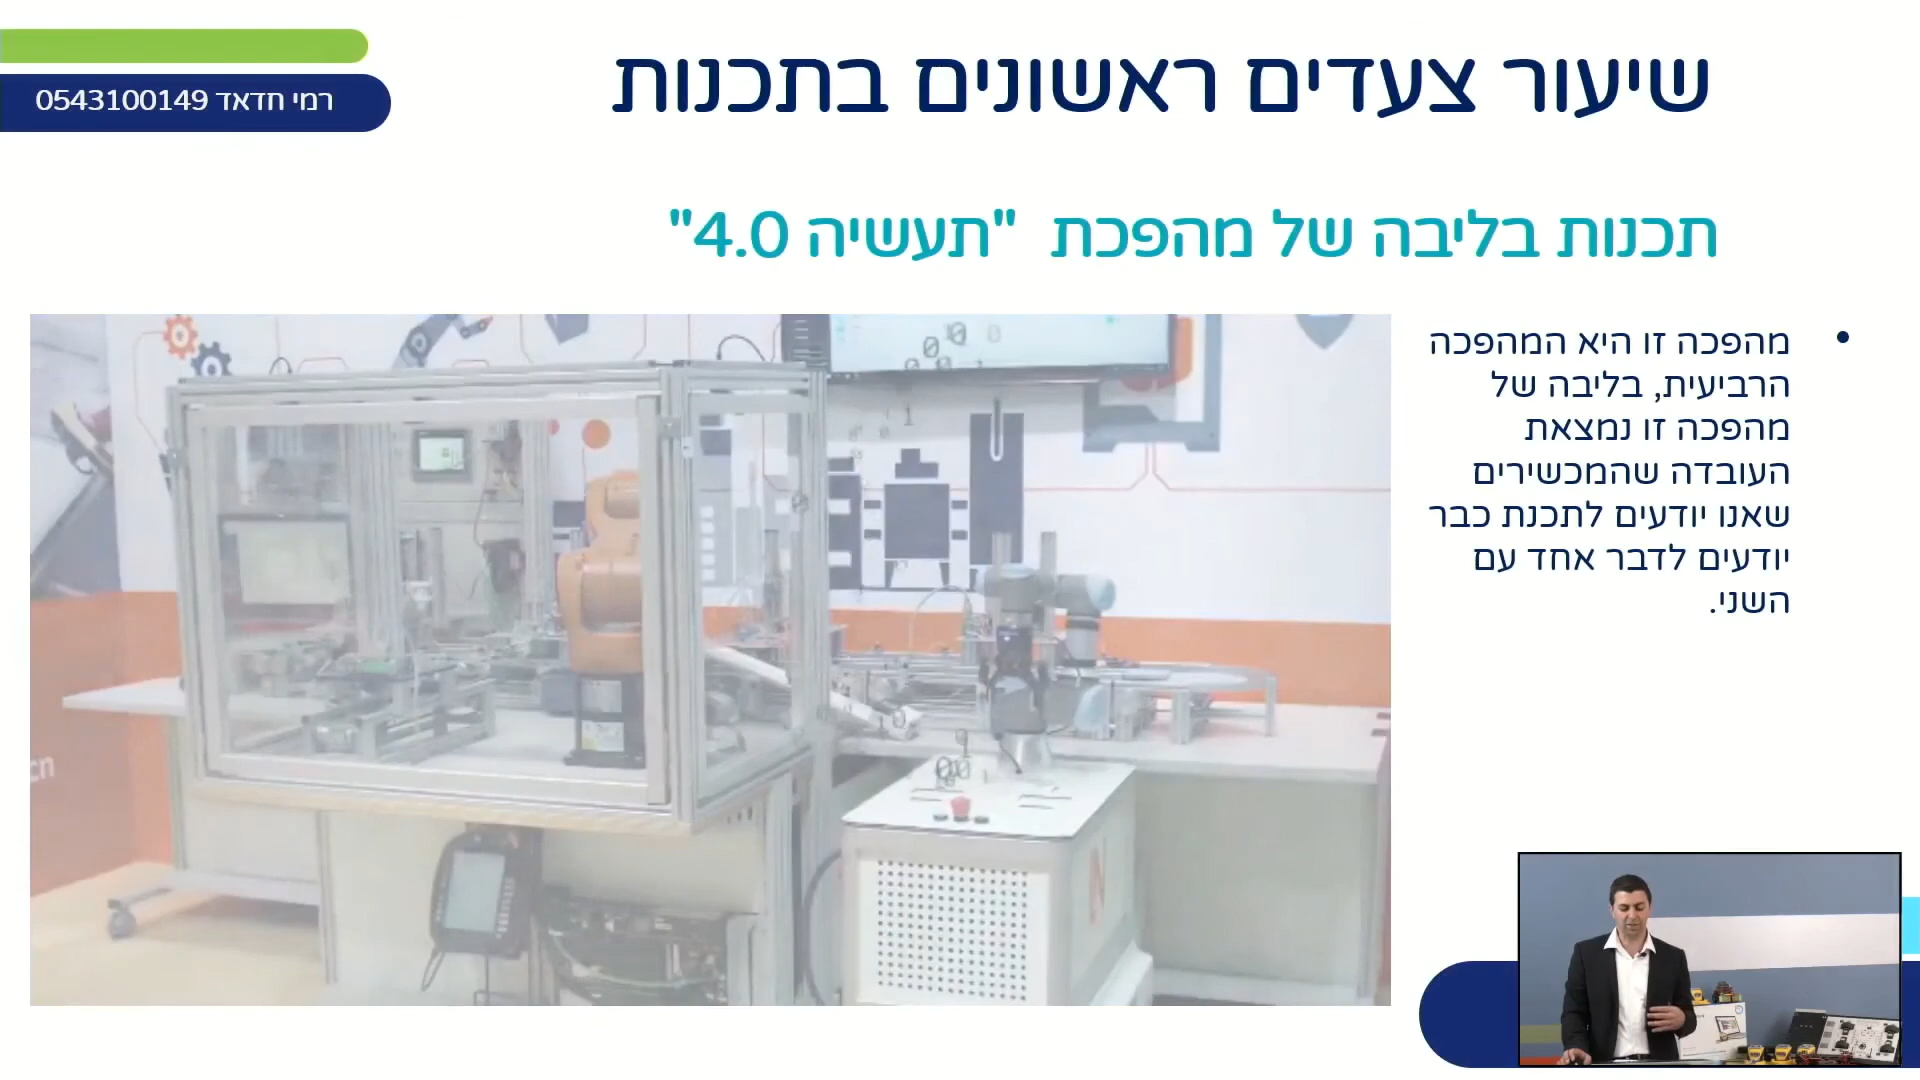 שיעור צעדים ראשונים בתכנות
רמי חדאד 0543100149
תכנות בליבה של מהפכת "תעשיה 4.0"
• מהפכה זו היא המהפכה
הרביעית, בליבה של
מהפכה זו נמצאת
העובדה שהמכשירים
שאנו יודעים לתכנת כבר
יודעים לדבר אחד עם
השני.
cn